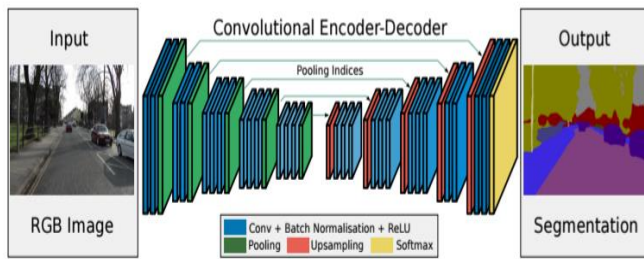 Input
Convolutional Encoder-Decoder
Output
Pooling Indices
RGB Image
Segmentation
Conv + Batch Normalisation + ReLU
Pooling
Upsampling
Softmax